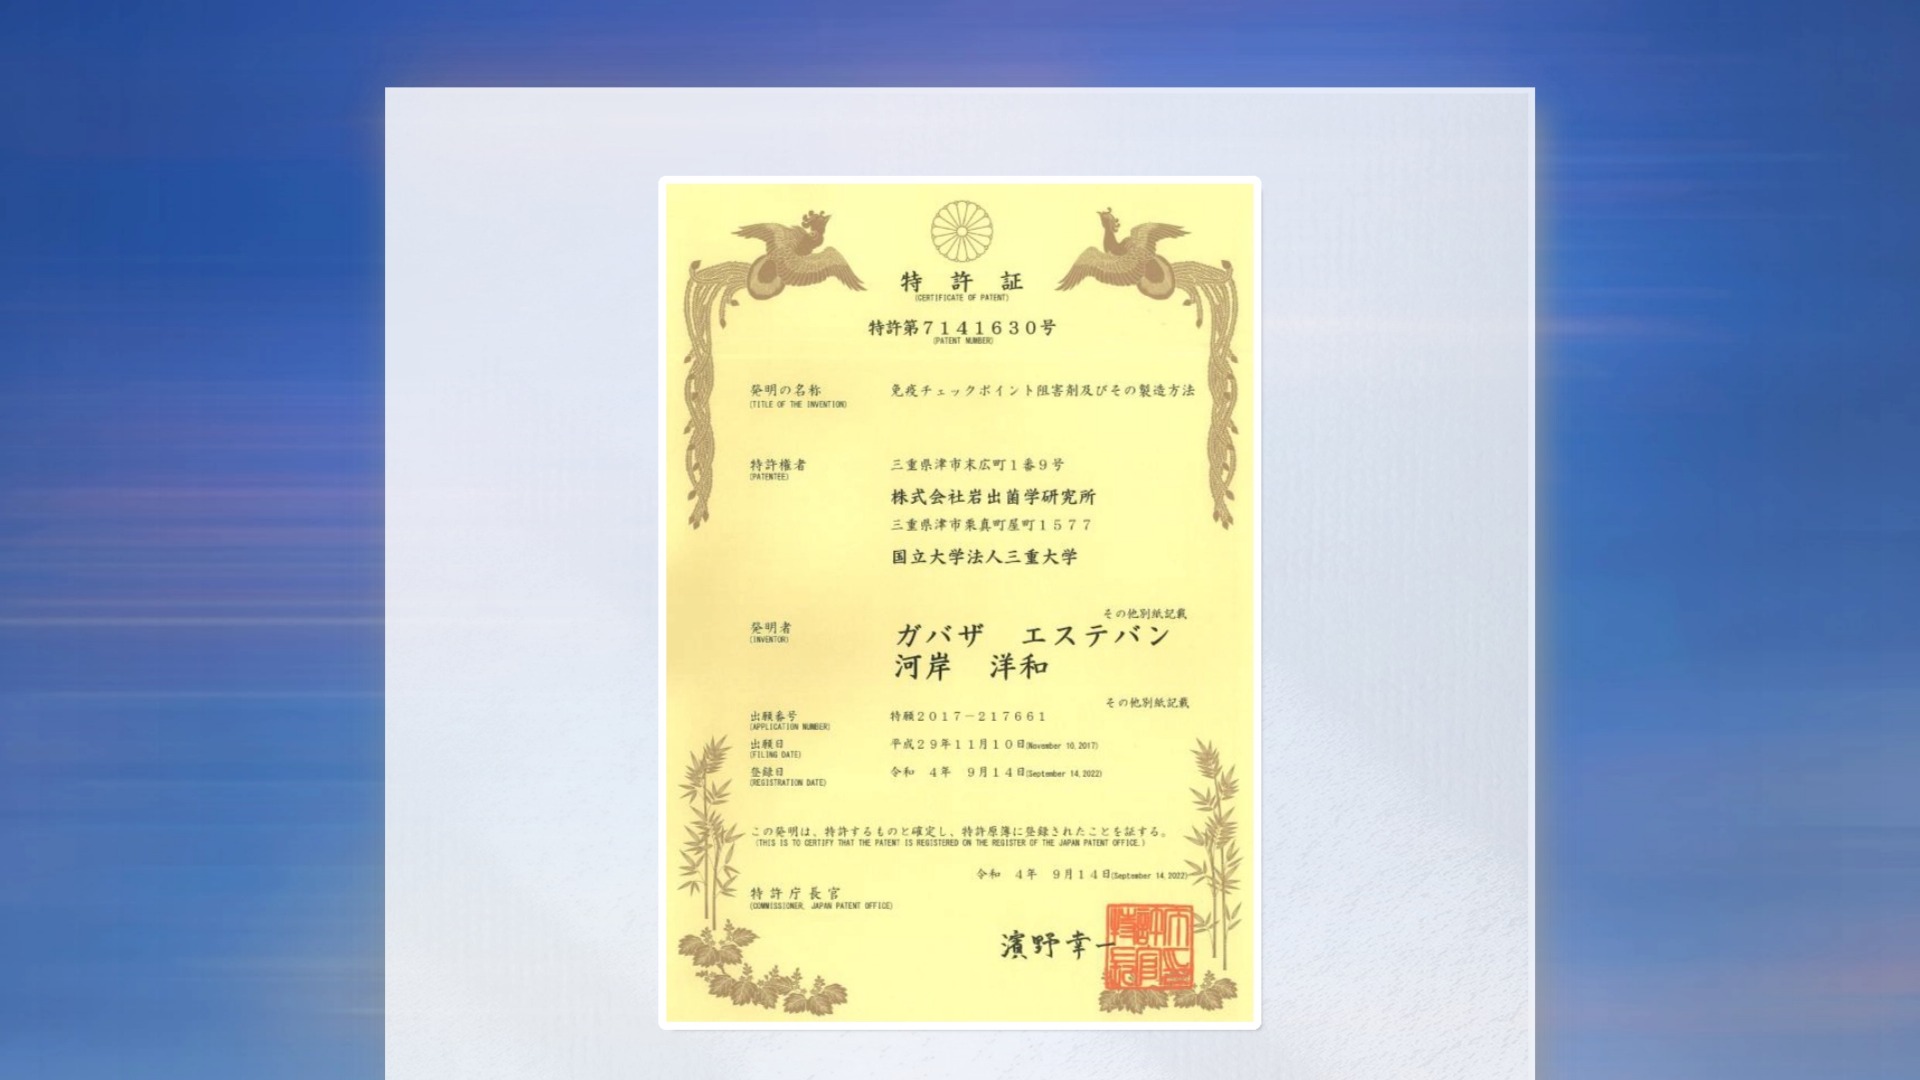 特許証
(CERTIFICATE OF PATENT)
特許第7141630号
(PATENT NUMBER)
発明の名称 免疫チェックポイント阻害剤及びその製造方法
(TITLE OF THE INVENTION)
特許権者 三重県津市末広町1番9号
(PATENTEE)
株式会社岩出菌学研究所
三重県津市栗真町屋町1577
国立大学法人三重大学
その他別紙記載
発明者 ガバザ エステバン
(INVENTOR)
河岸 洋和
その他別紙記載
出願番号 特願2017-217661
(APPLICATION NUMBER)
出願日 平成29年11月10日(November 10,2017)
(FILING DATE)
登録日 令和 4年 9月14日(September 14,2022)
(REGISTRATION DATE)
この発明は、特許するものと確定し、特許原簿に登録されたことを証する。
(THIS IS TO CERTIFY THAT THE PATENT IS REGISTERED ON THE REGISTER OF THE JAPAN PATENT OFFICE.)
令和 4年 9月14日(September 14,2022)
特許庁長官
(COMMISSIONER, JAPAN PATENT OFFICE)
濱野幸一